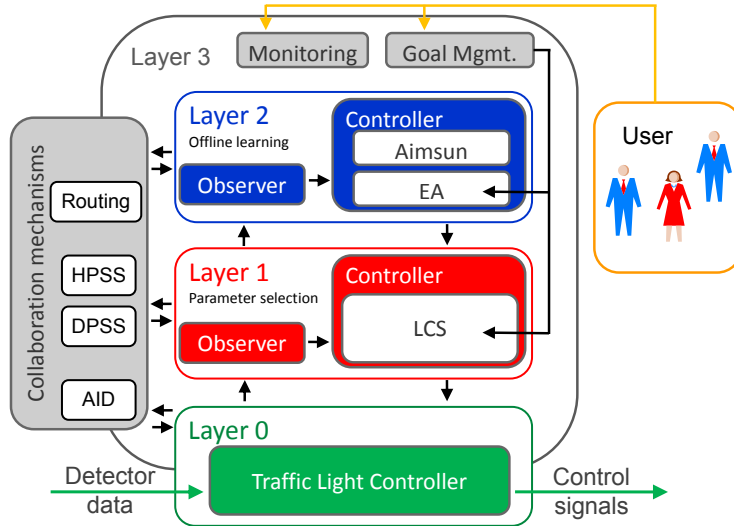 Layer 3
Monitoring
Goal Mgmt.
Collaboration mechanisms
Routing
HPSS
DPSS
AID
Layer 2
Offline learning
Observer
Controller
Aimsun
EA
User
Layer 1
Parameter selection
Observer
Controller
LCS
Layer 0
Traffic Light Controller
Detector
data
Control
signals